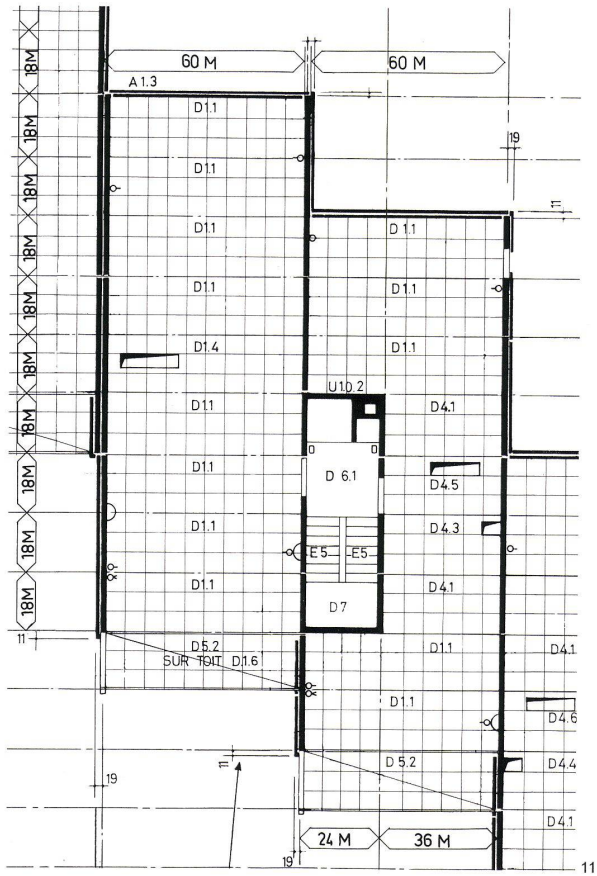 60 M 60 M
18M
A 1.3
D1.1
18M
19
D1.1
18M
11
D1.1 D1.1
18M
D1.1 D1.1
18M
D1.4 D1.1
18M
U10.2
D1.1 D4.1
18M
D1.1 D 6.1
D4.5
18M
D1.1 D4.3
E5 E5
18M
D1.1 D4.1
D7
18M
11
D5.2 D1.1 D4.1
SUR TOIT D.1.6
D1.1
D4.6
11 D5.2 D4.4
19
D4.1
24 M 36 M
19
11